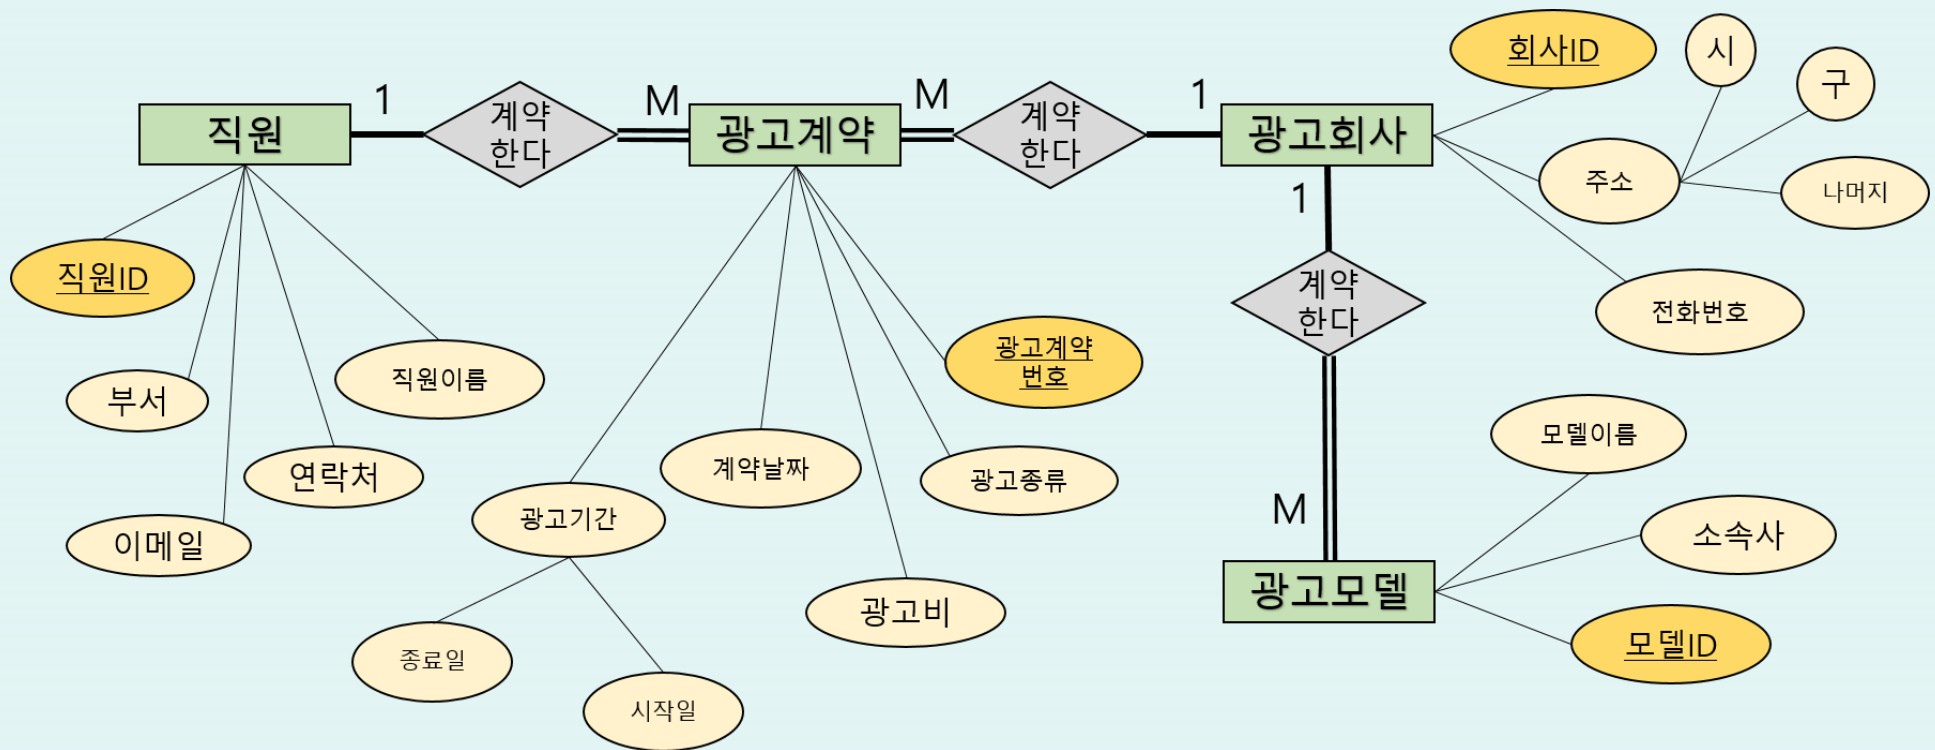 회사ID
시
구
1
계약
한다
M
M
계약
한다
1
직원
광고계약
광고회사
주소
나머지
1
직원ID
계약
한다
전화번호
광고계약
번호
직원이름
부서
모델이름
계약날짜
광고종류
연락처
M
광고기간
소속사
이메일
광고모델
광고비
모델ID
종료일
시작일